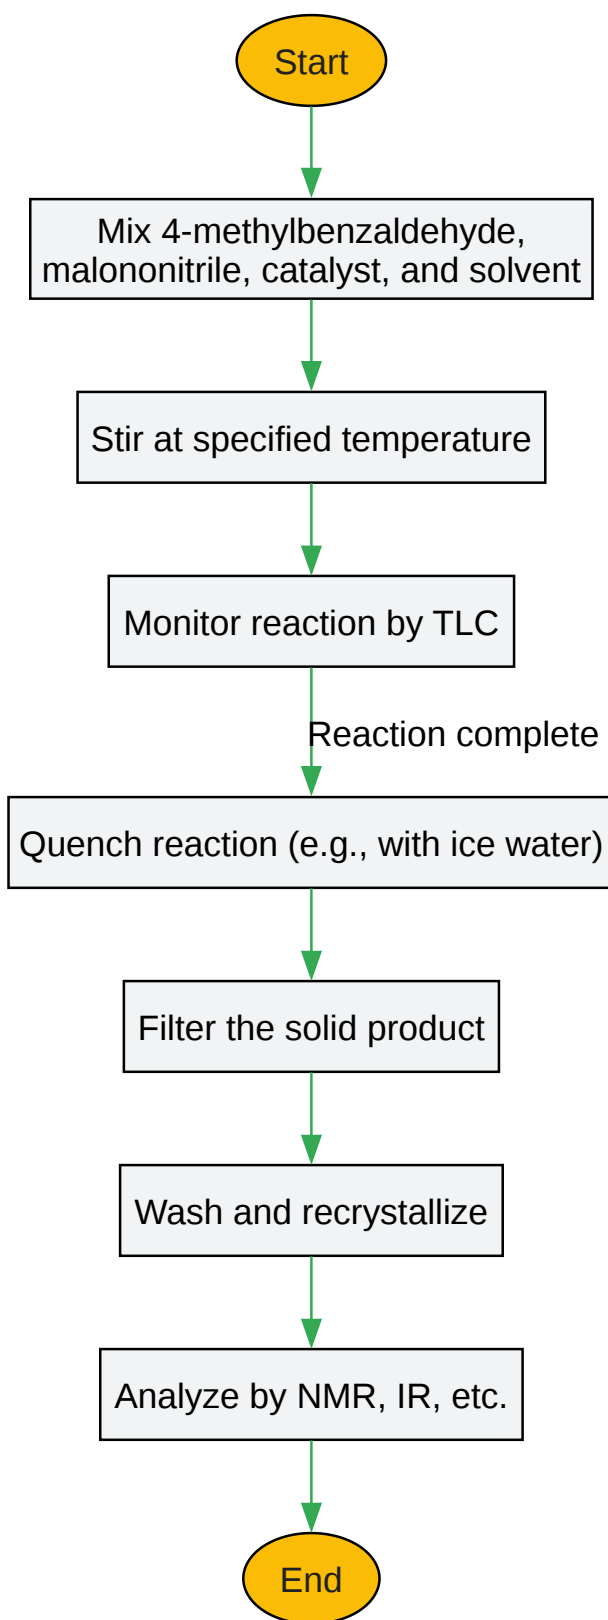 Start
Mix 4-methylbenzaldehyde,
malononitrile, catalyst, and solvent
Stir at specified temperature
Monitor reaction by TLC
Reaction complete
Quench reaction (e.g., with ice water)
Filter the solid product
Wash and recrystallize
Analyze by NMR, IR, etc.
End